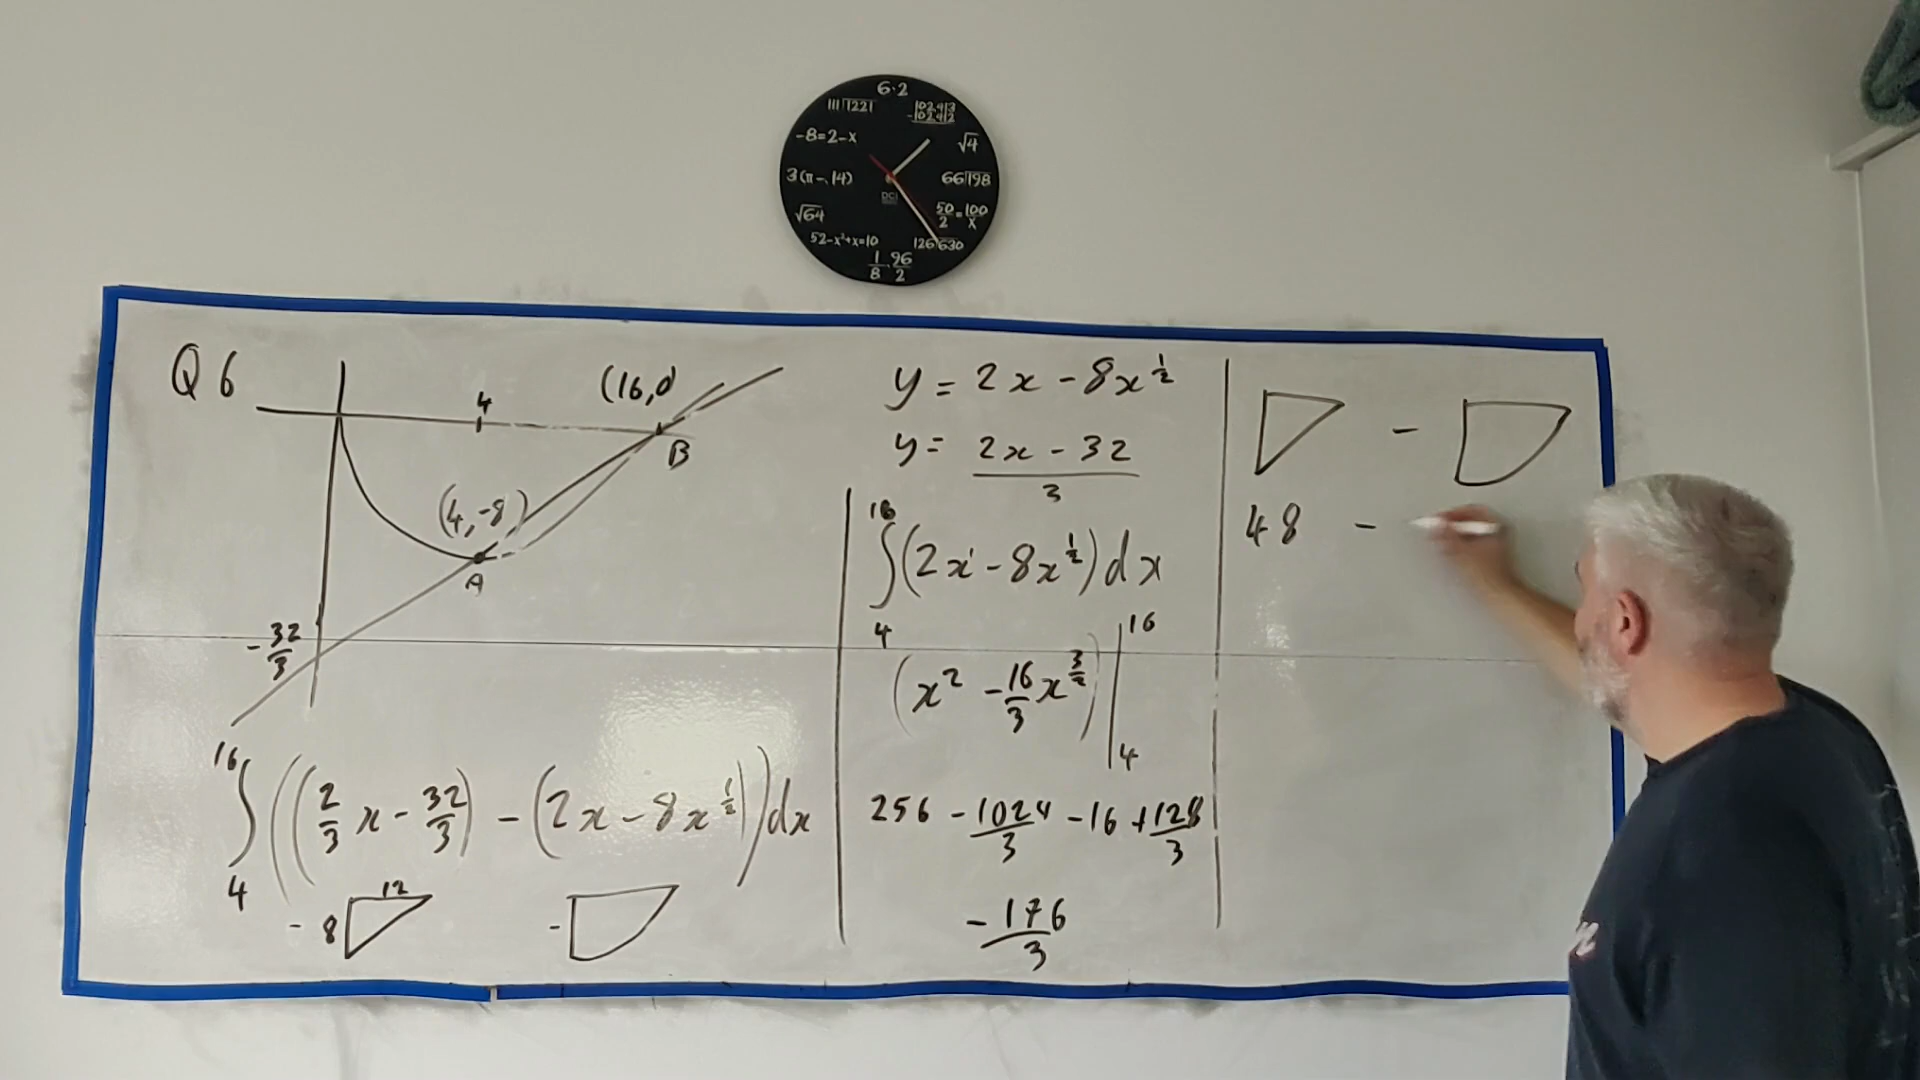 6.2
111⟌1221
102,413
-102,412
-8=2-x
√4
3(π-.14)
66⟌198
DCI
√64
50/2=100/x
52-x²+x=10
126⟌630
1/8·96/2
Q6
(16,0)
4
B
(4,-8)
A
-32/3
16
∫((2/3 x - 32/3) - (2x - 8x^1/2))dx
4
- 8 12
-
y = 2x - 8x^1/2
y = 2x - 32
3
16
∫(2x - 8x^1/2)dx
4
(x² - 16/3 x^3/2)|
16
4
256 - 1024/3 - 16 + 128/3
-176/3
-
48 -